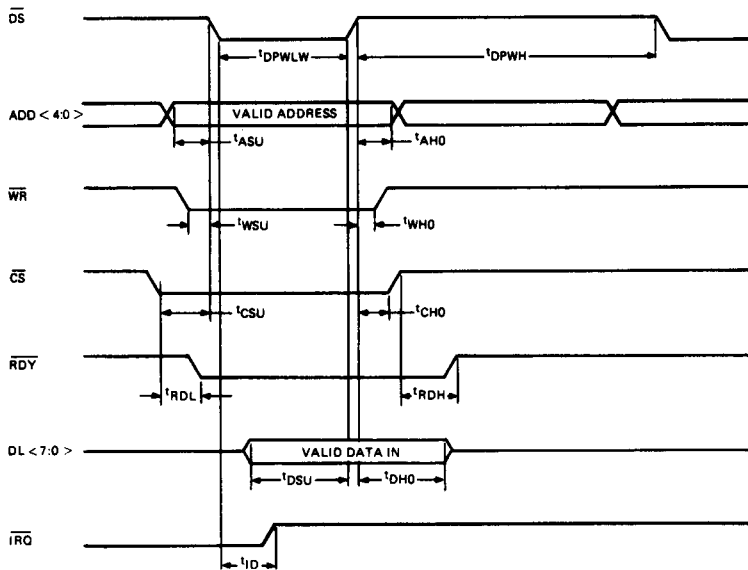 DS
tDPWLW
tDPWH
ADD < 4:0 >
VALID ADDRESS
tASU
tAH0
WR
tWSU
tWH0
CS
tCSU
tCH0
RDY
tRDL
tRDH
DL < 7:0 >
VALID DATA IN
tDSU
tDH0
IRQ
tID